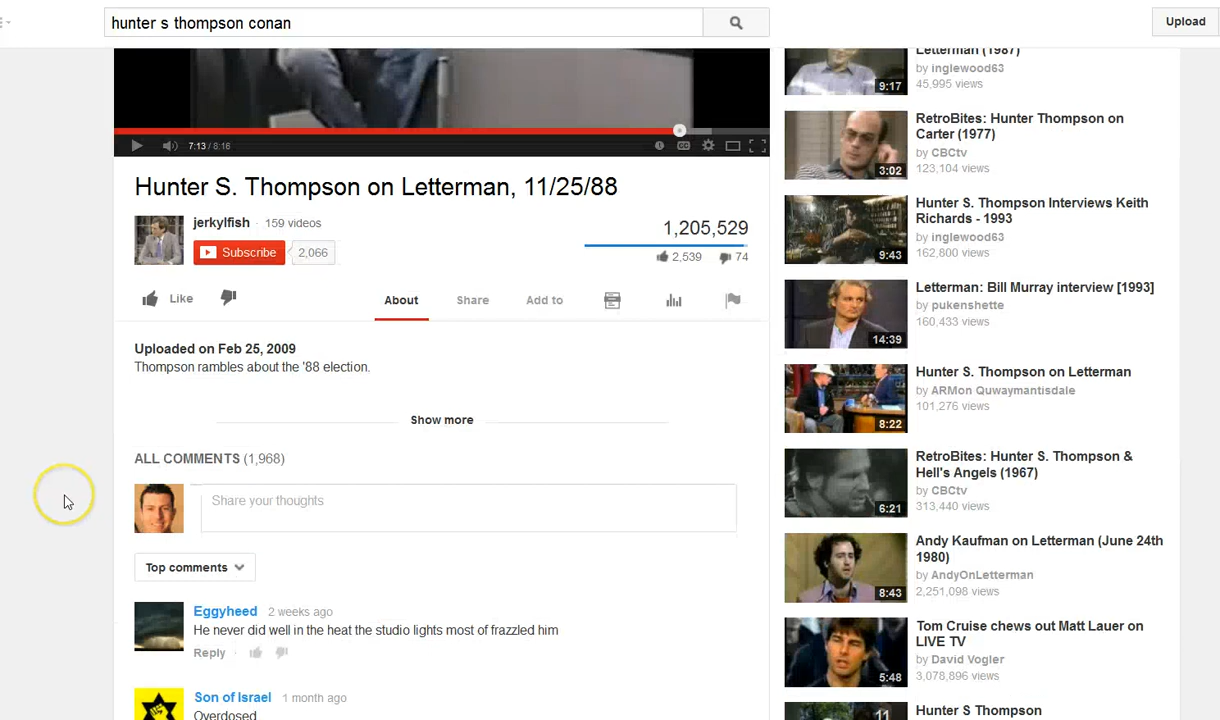 hunter s thompson conan
Upload
7:13 / 8:16
Hunter S. Thompson on Letterman, 11/25/88
jerkylfish · 159 videos
Subscribe 2,066
1,205,529
2,539 74
Like
About Share Add to
Uploaded on Feb 25, 2009
Thompson rambles about the '88 election.
Show more
ALL COMMENTS (1,968)
Share your thoughts
Top comments
Eggyheed 2 weeks ago
He never did well in the heat the studio lights most of frazzled him
Reply ·
Son of Israel 1 month ago
Overdosed
Letterman (1987)
by inglewood63
45,995 views
9:17
RetroBites: Hunter Thompson on
Carter (1977)
by CBCtv
123,104 views
3:02
Hunter S. Thompson Interviews Keith
Richards - 1993
by inglewood63
162,800 views
9:43
Letterman: Bill Murray interview [1993]
by pukenshette
160,433 views
14:39
Hunter S. Thompson on Letterman
by ARMon Quwaymantisdale
101,276 views
8:22
RetroBites: Hunter S. Thompson &
Hell's Angels (1967)
by CBCtv
313,440 views
6:21
Andy Kaufman on Letterman (June 24th
1980)
by AndyOnLetterman
2,251,098 views
8:43
Tom Cruise chews out Matt Lauer on
LIVE TV
by David Vogler
3,078,896 views
5:48
Hunter S Thompson
11